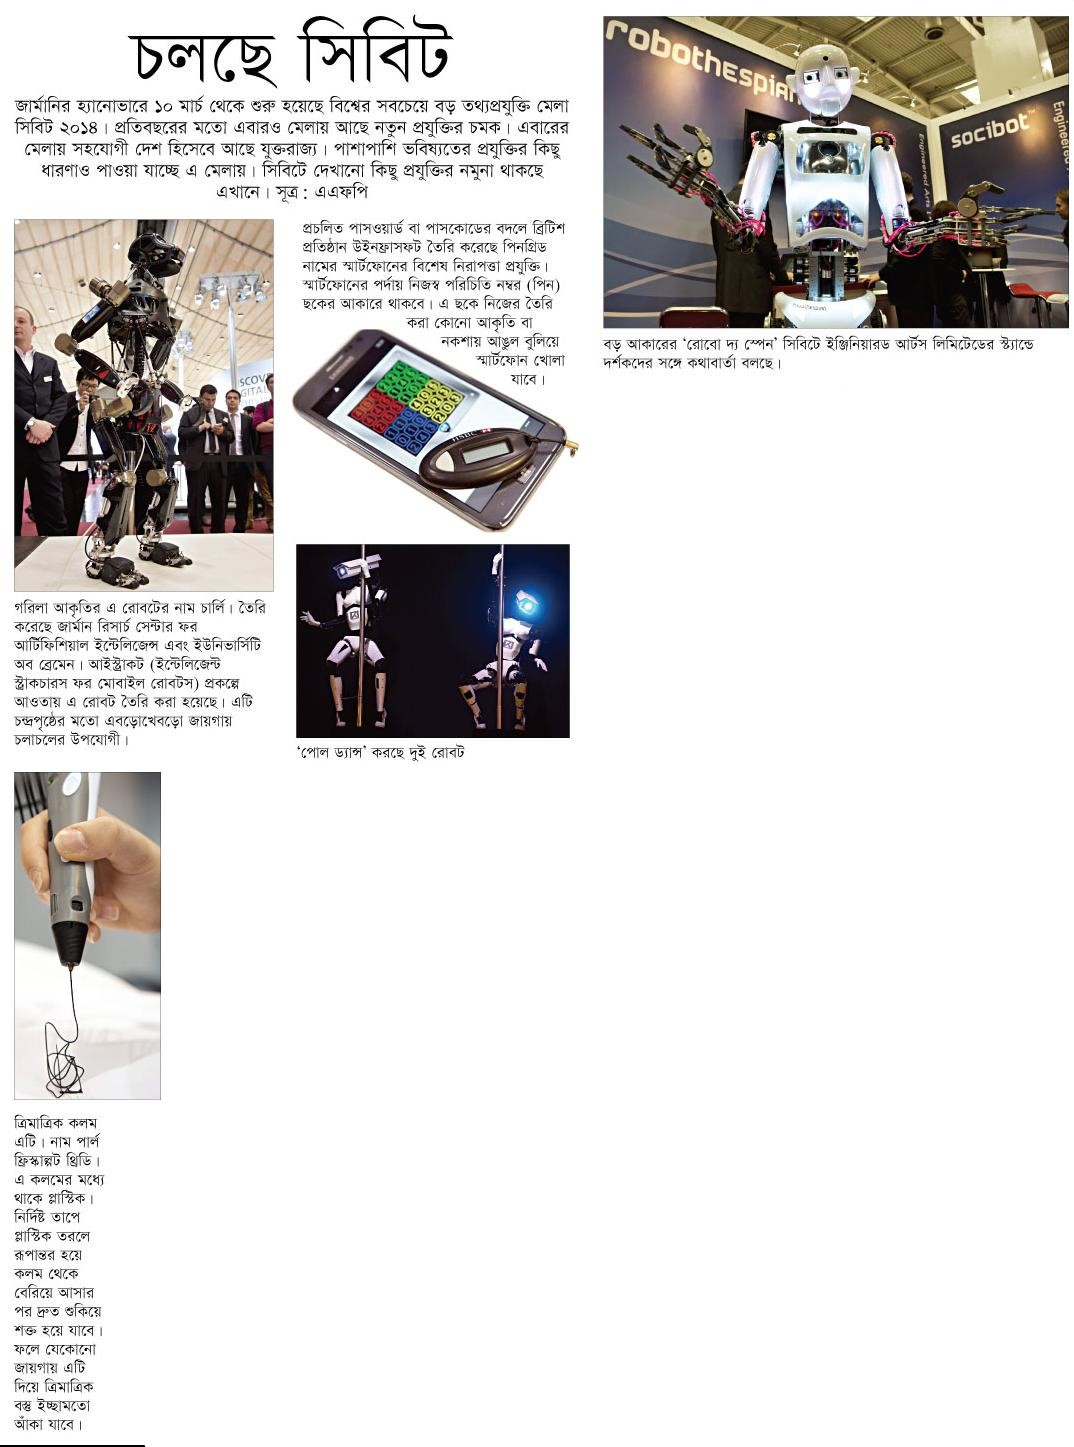 চলছে সিবিট
জার্মানির হ্যানোভারে ১০ মার্চ থেকে শুরু হয়েছে বিশ্বের সবচেয়ে বড় তথ্যপ্রযুক্তি মেলা
সিবিট ২০১৪। প্রতিবছরের মতো এবারও মেলায় আছে নতুন প্রযুক্তির চমক। এবারের
মেলায় সহযোগী দেশ হিসেবে আছে যুক্তরাজ্য। পাশাপাশি ভবিষ্যতের প্রযুক্তির কিছু
ধারণাও পাওয়া যাচ্ছে এ মেলায়। সিবিটে দেখানো কিছু প্রযুক্তির নমুনা থাকছে
এখানে। সূত্র : এএফপি
গরিলা আকৃতির এ রোবটের নাম চার্লি। তৈরি
করেছে জার্মান রিসার্চ সেন্টার ফর
আর্টিফিশিয়াল ইন্টেলিজেন্স এবং ইউনিভার্সিটি
অব ব্রেমেন। আইস্ট্রাকট (ইন্টেলিজেন্ট
স্ট্রাকচারস ফর মোবাইল রোবটস) প্রকল্পে
আওতায় এ রোবট তৈরি করা হয়েছে। এটি
চন্দ্রপৃষ্ঠের মতো এবড়োখেবড়ো জায়গায়
চলাচলের উপযোগী।
প্রচলিত পাসওয়ার্ড বা পাসকোডের বদলে ব্রিটিশ
প্রতিষ্ঠান উইনফ্রাসফট তৈরি করেছে পিনগ্রিড
নামের স্মার্টফোনের বিশেষ নিরাপত্তা প্রযুক্তি।
স্মার্টফোনের পর্দায় নিজস্ব পরিচিতি নম্বর (পিন)
ছকের আকারে থাকবে। এ ছকে নিজের তৈরি
করা কোনো আকৃতি বা
নকশায় আঙুল বুলিয়ে
স্মার্টফোন খোলা
যাবে।
HSBC
‘পোল ড্যান্স’ করছে দুই রোবট
robothespian
socibot™
Engineered Arts
Engineered
বড় আকারের ‘রোবো দ্য স্পেন’ সিবিটে ইঞ্জিনিয়ারড আর্টস লিমিটেডের স্ট্যান্ডে
দর্শকদের সঙ্গে কথাবার্তা বলছে।
ত্রিমাত্রিক কলম
এটি। নাম পার্ল
ফ্রিস্কাল্পট থ্রিডি।
এ কলমের মধ্যে
থাকে প্লাস্টিক।
নির্দিষ্ট তাপে
প্লাস্টিক তরলে
রূপান্তর হয়ে
কলম থেকে
বেরিয়ে আসার
পর দ্রুত শুকিয়ে
শক্ত হয়ে যাবে।
ফলে যেকোনো
জায়গায় এটি
দিয়ে ত্রিমাত্রিক
বস্তু ইচ্ছামতো
আঁকা যাবে।